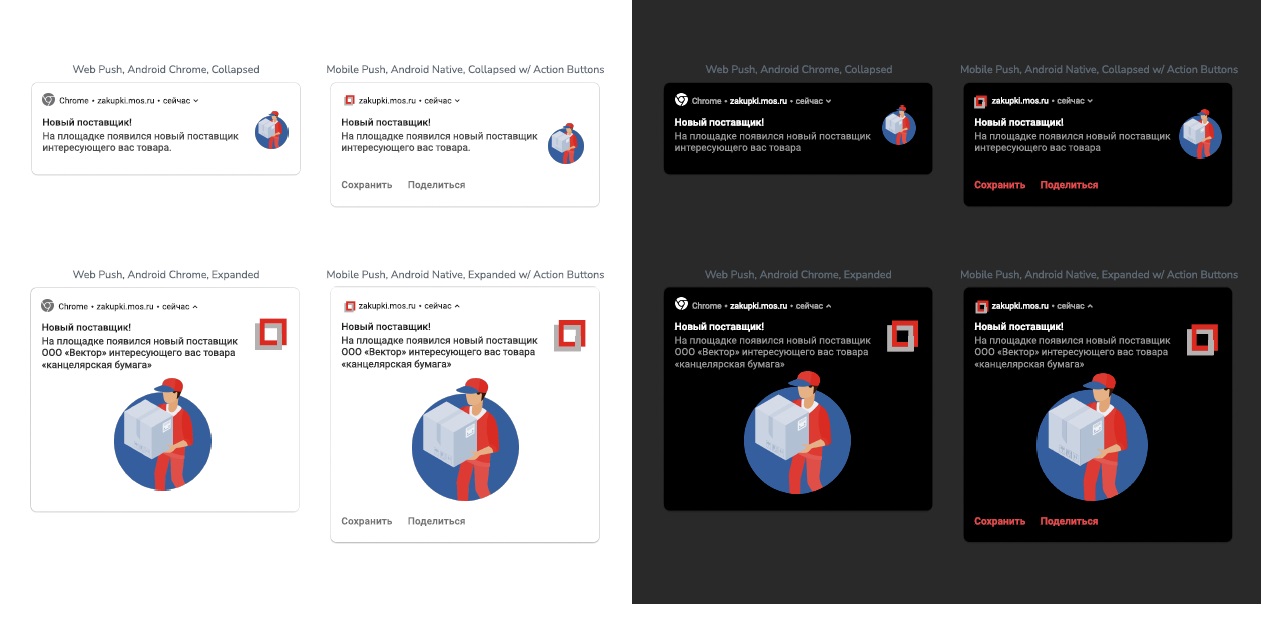 Web Push, Android Chrome, Collapsed
Chrome • zakupki.mos.ru • сейчас
Новый поставщик!
На площадке появился новый поставщик
интересующего вас товара.
Mobile Push, Android Native, Collapsed w/ Action Buttons
zakupki.mos.ru • сейчас
Новый поставщик!
На площадке появился новый поставщик
интересующего вас товара.
Сохранить Поделиться
Web Push, Android Chrome, Collapsed
Chrome • zakupki.mos.ru • сейчас
Новый поставщик!
На площадке появился новый поставщик
интересующего вас товара
Mobile Push, Android Native, Collapsed w/ Action Buttons
zakupki.mos.ru • сейчас
Новый поставщик!
На площадке появился новый поставщик
интересующего вас товара
Сохранить Поделиться
Web Push, Android Chrome, Expanded
Chrome • zakupki.mos.ru • сейчас
Новый поставщик!
На площадке появился новый поставщик
ООО «Вектор» интересующего вас товара
«канцелярская бумага»
Mobile Push, Android Native, Expanded w/ Action Buttons
zakupki.mos.ru • сейчас
Новый поставщик!
На площадке появился новый поставщик
ООО «Вектор» интересующего вас товара
«канцелярская бумага»
Сохранить Поделиться
Web Push, Android Chrome, Expanded
Chrome • zakupki.mos.ru • сейчас
Новый поставщик!
На площадке появился новый поставщик
ООО «Вектор» интересующего вас товара
«канцелярская бумага»
Mobile Push, Android Native, Expanded w/ Action Buttons
zakupki.mos.ru • сейчас
Новый поставщик!
На площадке появился новый поставщик
ООО «Вектор» интересующего вас товара
«канцелярская бумага»
Сохранить Поделиться